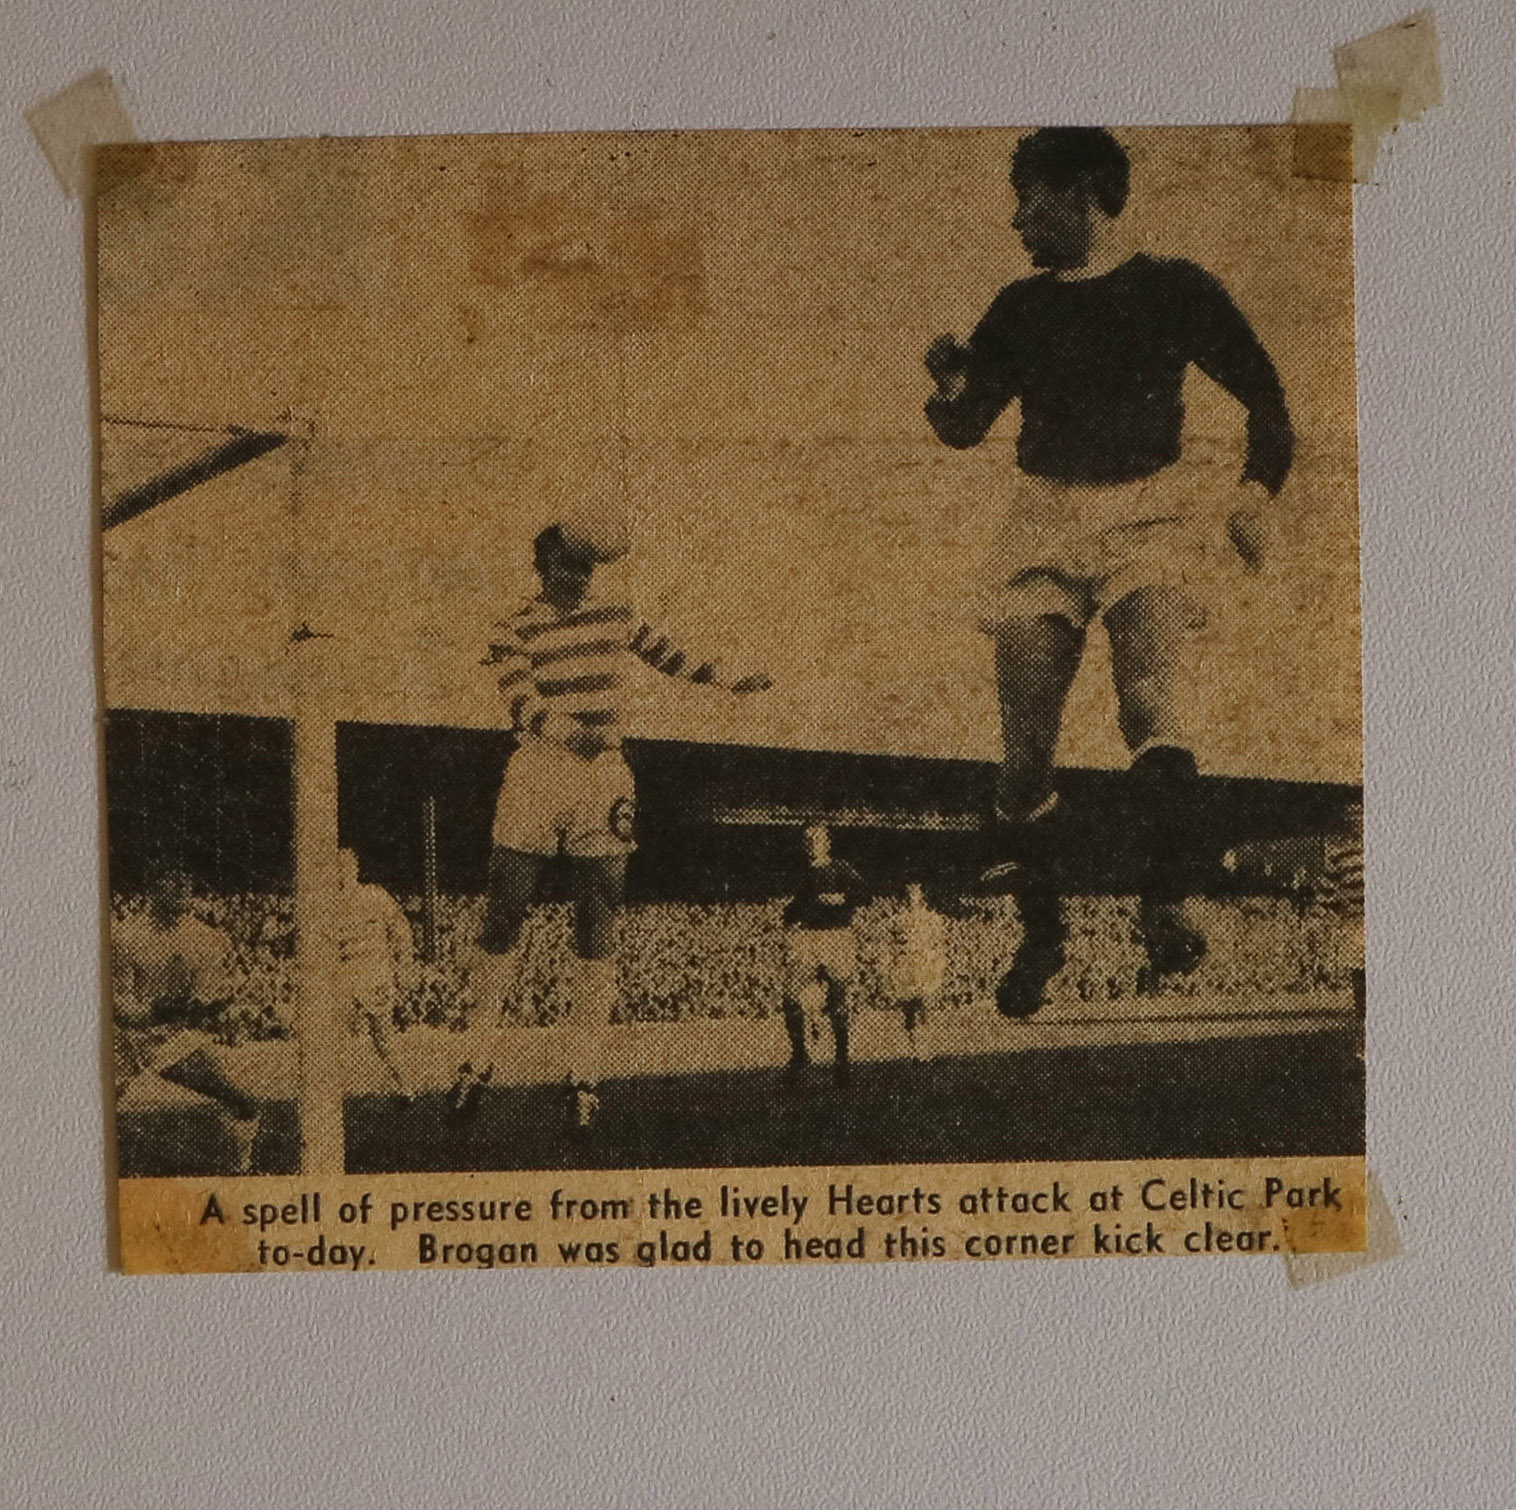 6
A spell of pressure from the lively Hearts attack at Celtic Park
to-day. Brogan was glad to head this corner kick clear.